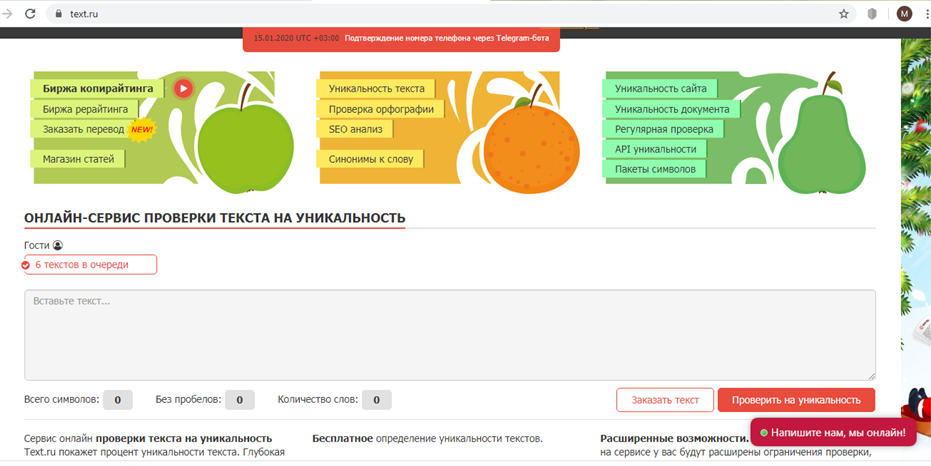 text.ru
M
15.01.2020 UTC +03:00 Подтверждение номера телефона через Telegram-бота
Биржа копирайтинга
Биржа рерайтинга
Заказать перевод NEW!
Магазин статей
Уникальность текста
Проверка орфографии
SEO анализ
Синонимы к слову
Уникальность сайта
Уникальность документа
Регулярная проверка
API уникальности
Пакеты символов
ОНЛАЙН-СЕРВИС ПРОВЕРКИ ТЕКСТА НА УНИКАЛЬНОСТЬ
Гости
6 текстов в очереди
Вставьте текст...
Всего символов: 0 Без пробелов: 0 Количество слов: 0 Заказать текст Проверить на уникальность
Напишите нам, мы онлайн!
Сервис онлайн проверки текста на уникальность
Text.ru покажет процент уникальности текста. Глубокая
Бесплатное определение уникальности текстов.
Расширенные возможности.
на сервисе у вас будут расширены ограничения проверки,